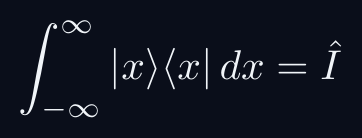 ∫_{-∞}^{∞} |x⟩⟨x| dx = Î